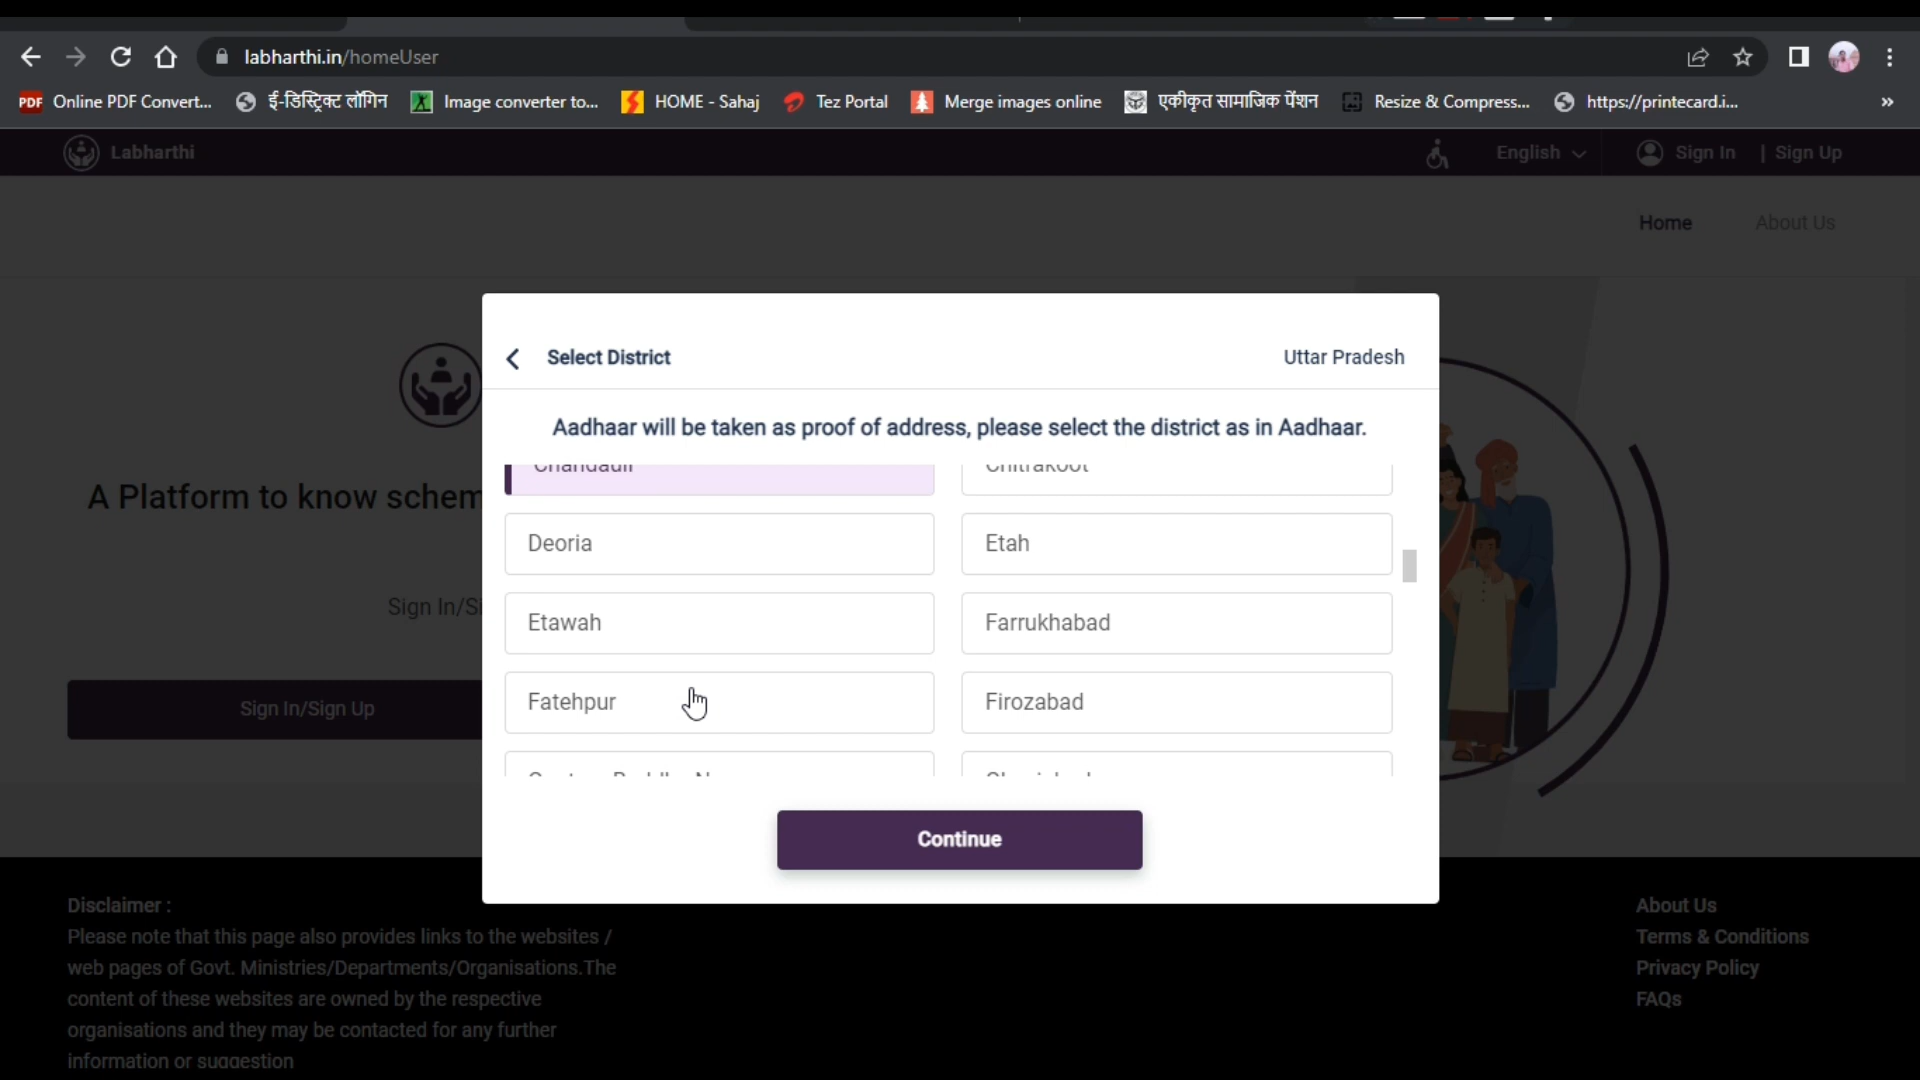 labharthi.in/homeUser
PDF Online PDF Convert... ई-डिस्ट्रिक्ट लॉगिन Image converter to... HOME - Sahaj Tez Portal Merge images online एकीकृत सामाजिक पेंशन Resize & Compress... https://printecard.i... »
Labharthi English Sign In | Sign Up
Home About Us
Select District Uttar Pradesh
Aadhaar will be taken as proof of address, please select the district as in Aadhaar.
A Platform to know schem
Chandauli Chitrakoot
Deoria Etah
Sign In/Si
Etawah Farrukhabad
Fatehpur Firozabad
Sign In/Sign Up
Continue
Disclaimer :
Please note that this page also provides links to the websites /
web pages of Govt. Ministries/Departments/Organisations.The
content of these websites are owned by the respective
organisations and they may be contacted for any further
information or suggestion
About Us
Terms & Conditions
Privacy Policy
FAQs